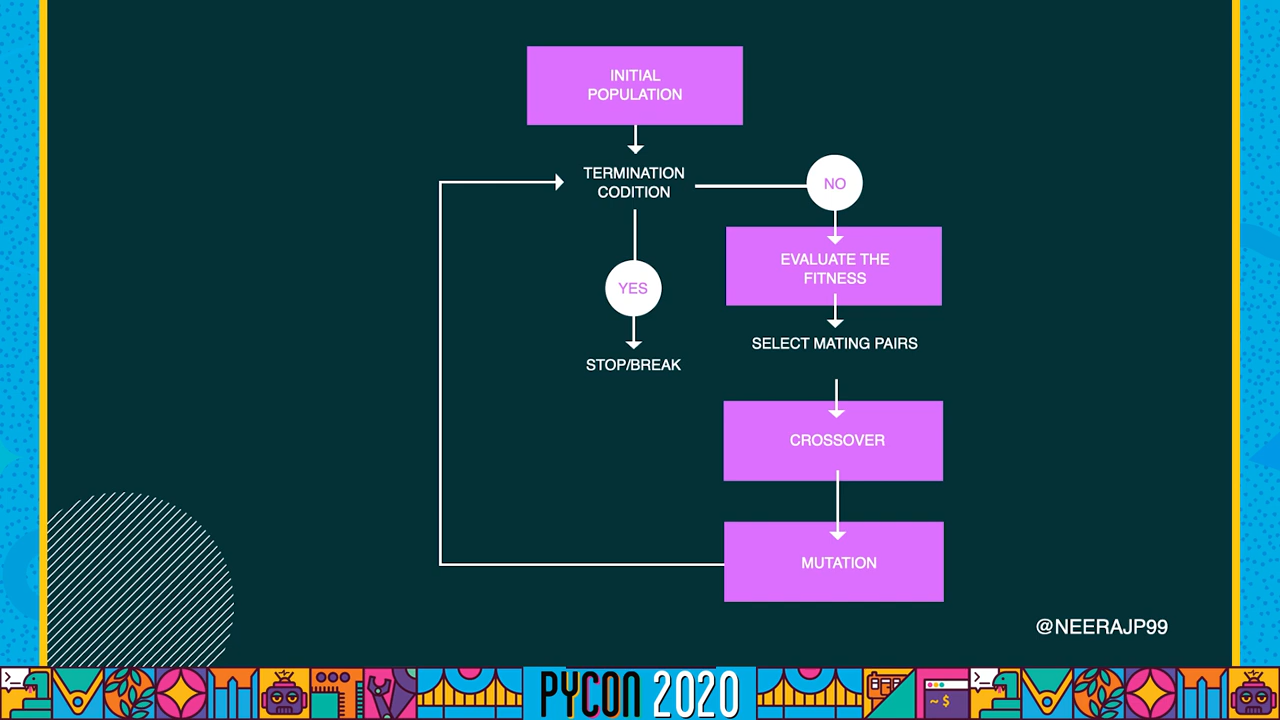 INITIAL
POPULATION
TERMINATION
CODITION
NO
YES
EVALUATE THE
FITNESS
SELECT MATING PAIRS
STOP/BREAK
CROSSOVER
MUTATION
@NEERAJP99
PYCON 2020
~$